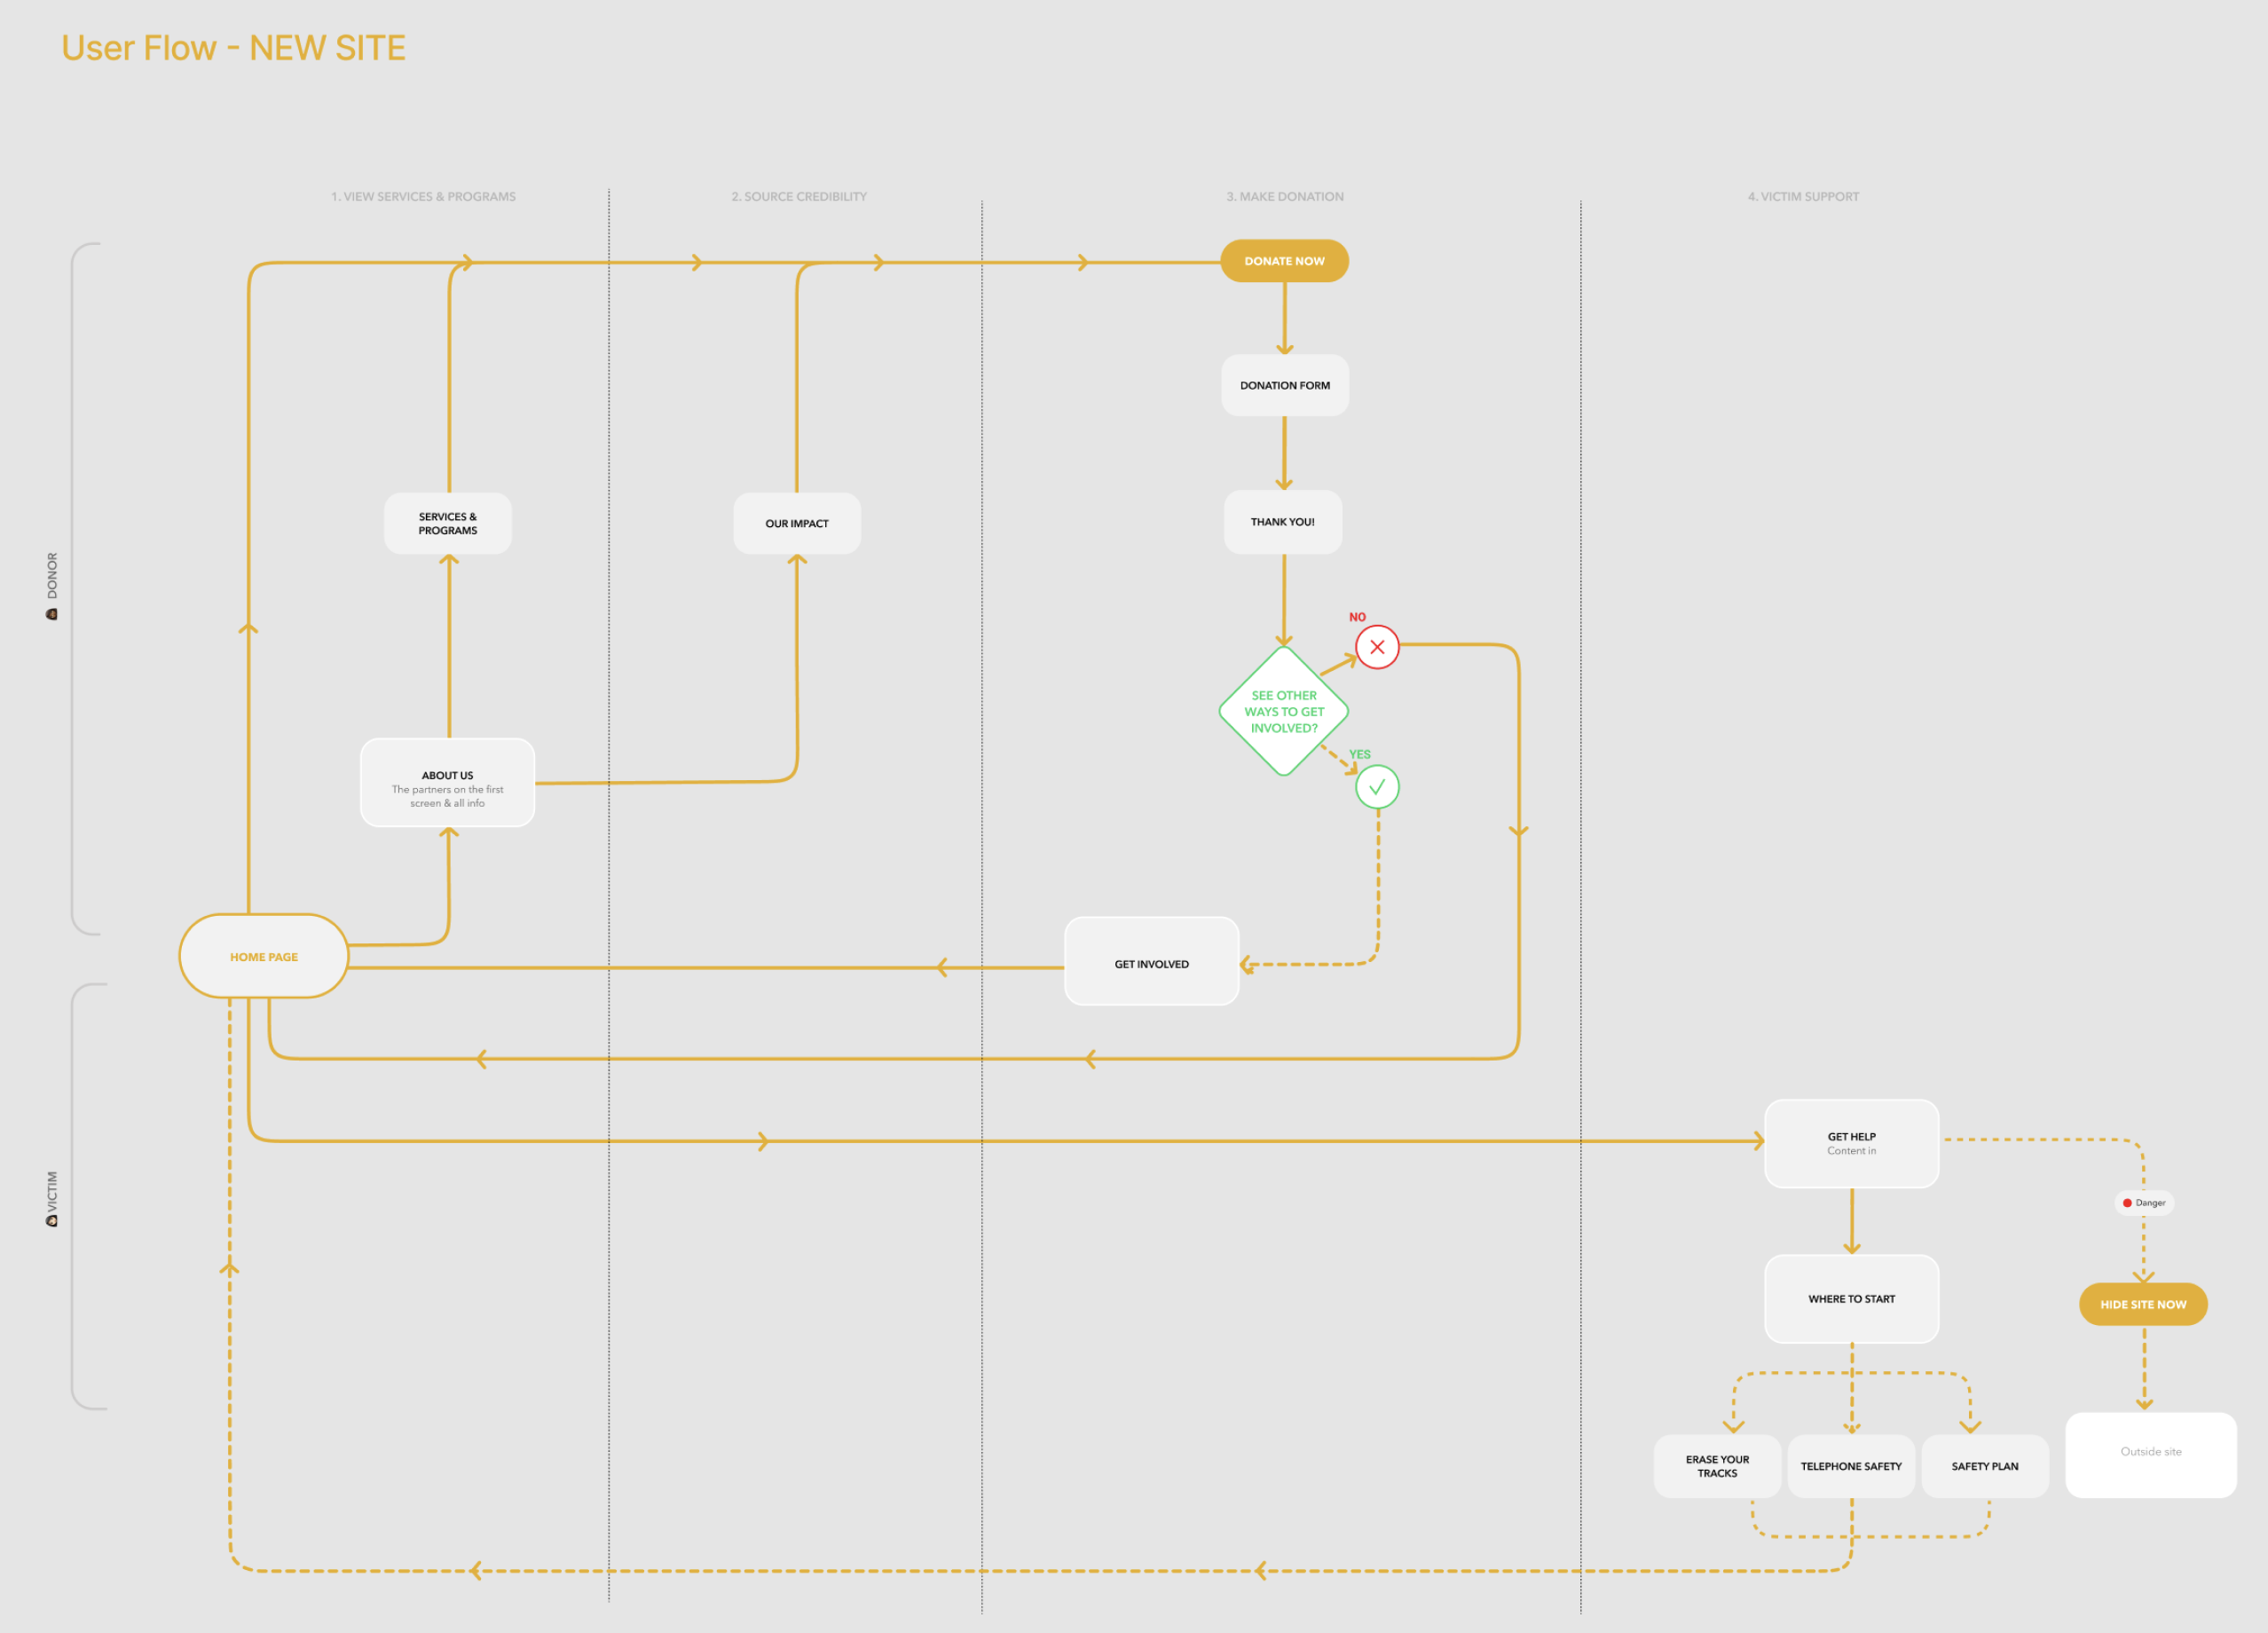 User Flow - NEW SITE
1. VIEW SERVICES & PROGRAMS
2. SOURCE CREDIBILITY
3. MAKE DONATION
4. VICTIM SUPPORT
DONOR
DONATE NOW
DONATION FORM
SERVICES &
PROGRAMS
OUR IMPACT
THANK YOU!
NO
SEE OTHER
WAYS TO GET
INVOLVED?
YES
ABOUT US
The partners on the first
screen & all info
HOME PAGE
GET INVOLVED
VICTIM
GET HELP
Content in
Danger
WHERE TO START
HIDE SITE NOW
ERASE YOUR
TRACKS
TELEPHONE SAFETY
SAFETY PLAN
Outside site